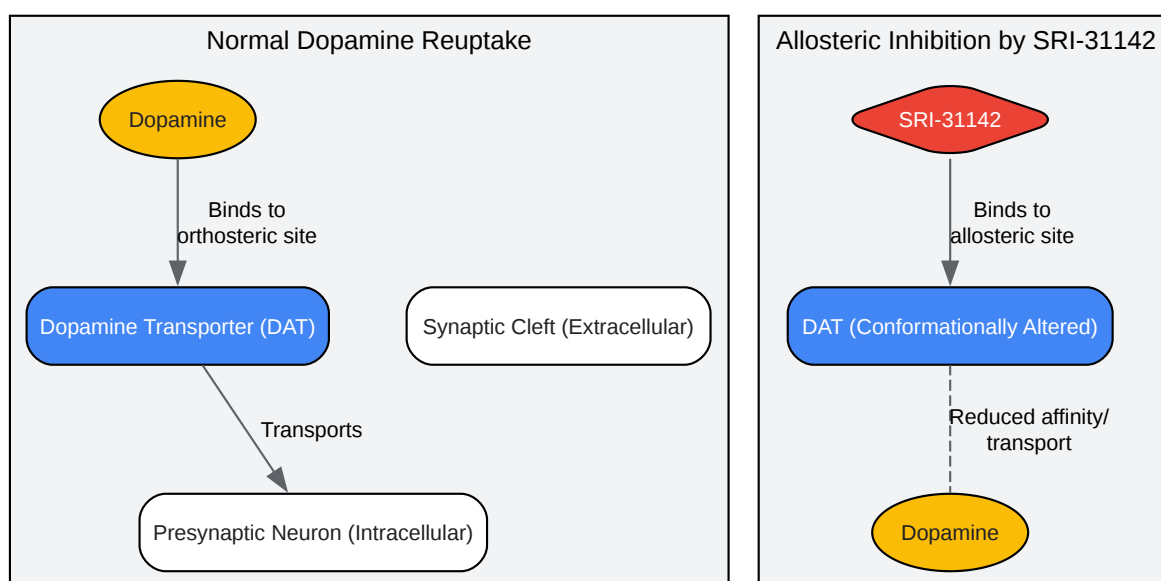 Normal Dopamine Reuptake
Dopamine
Binds to
orthosteric site
Dopamine Transporter (DAT)
Synaptic Cleft (Extracellular)
Transports
Presynaptic Neuron (Intracellular)
Allosteric Inhibition by SRI-31142
SRI-31142
Binds to
allosteric site
DAT (Conformationally Altered)
Reduced affinity/
transport
Dopamine